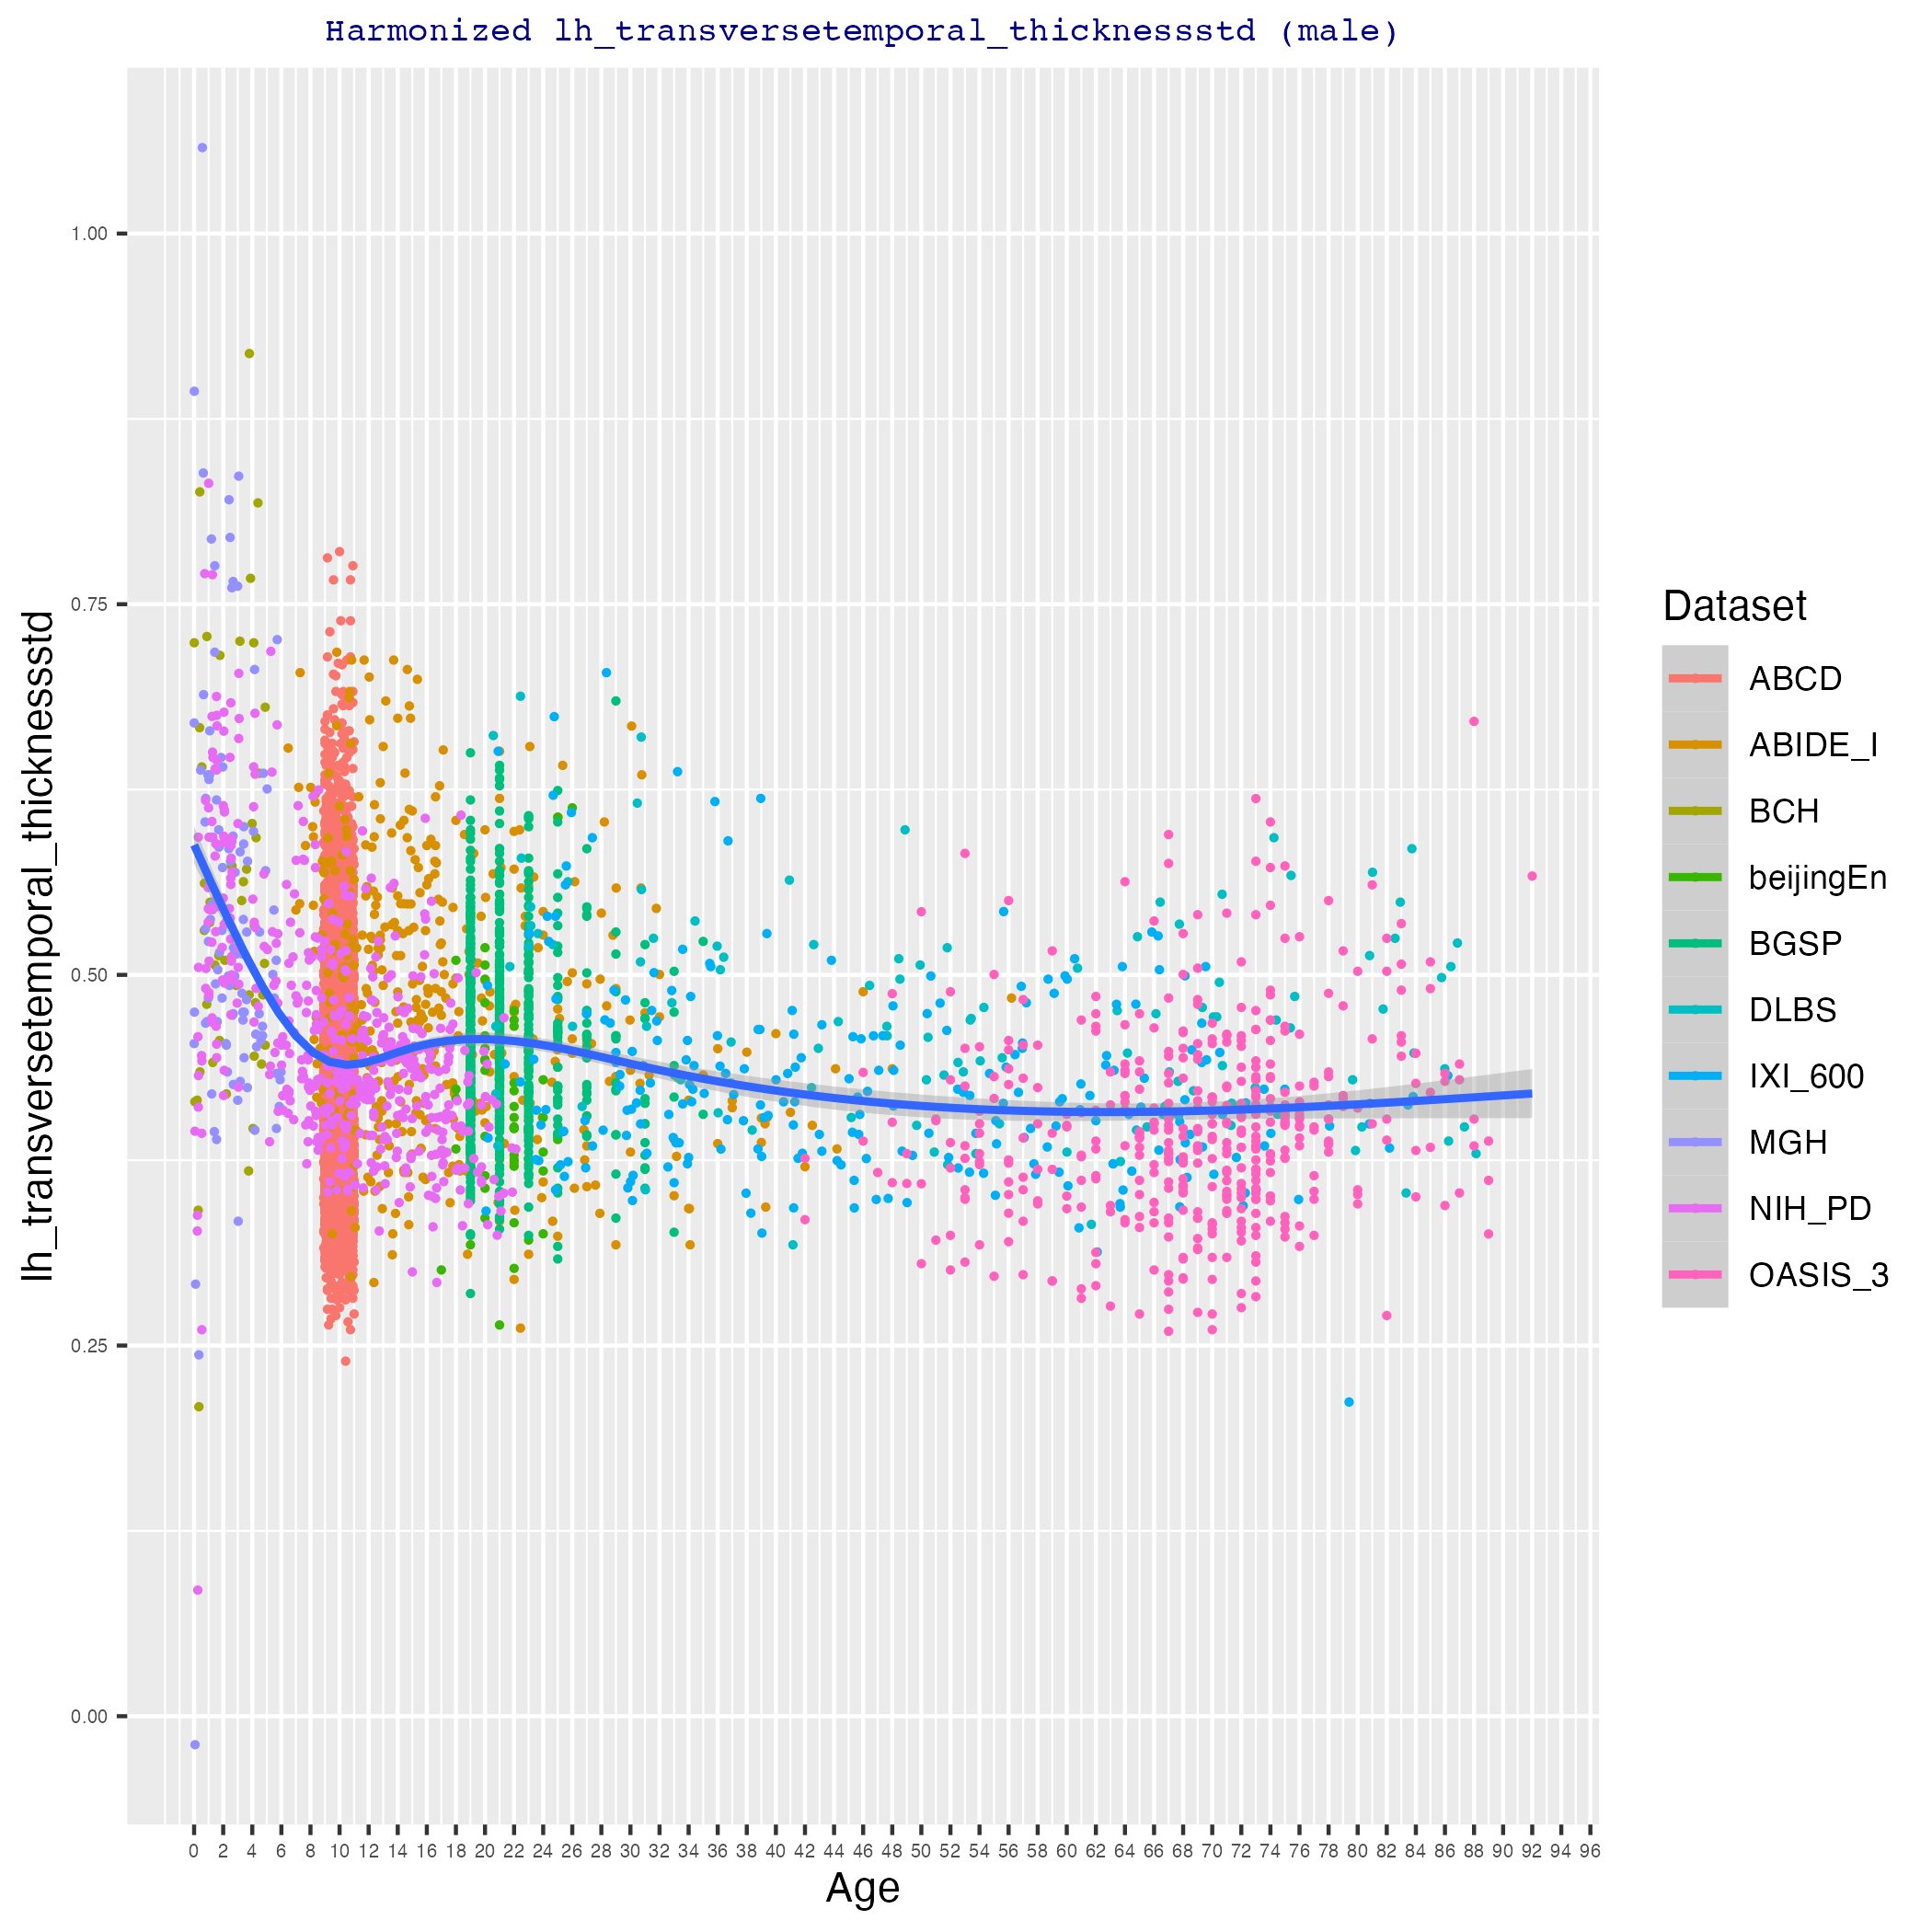 Harmonized lh_transversetemporal_thicknessstd (male)
lh_transversetemporal_thicknessstd
1.00
0.75
0.50
0.25
0.00
0 2 4 6 8 10 12 14 16 18 20 22 24 26 28 30 32 34 36 38 40 42 44 46 48 50 52 54 56 58 60 62 64 66 68 70 72 74 76 78 80 82 84 86 88 90 92 94 96
Age
Dataset
ABCD
ABIDE_I
BCH
beijingEn
BGSP
DLBS
IXI_600
MGH
NIH_PD
OASIS_3